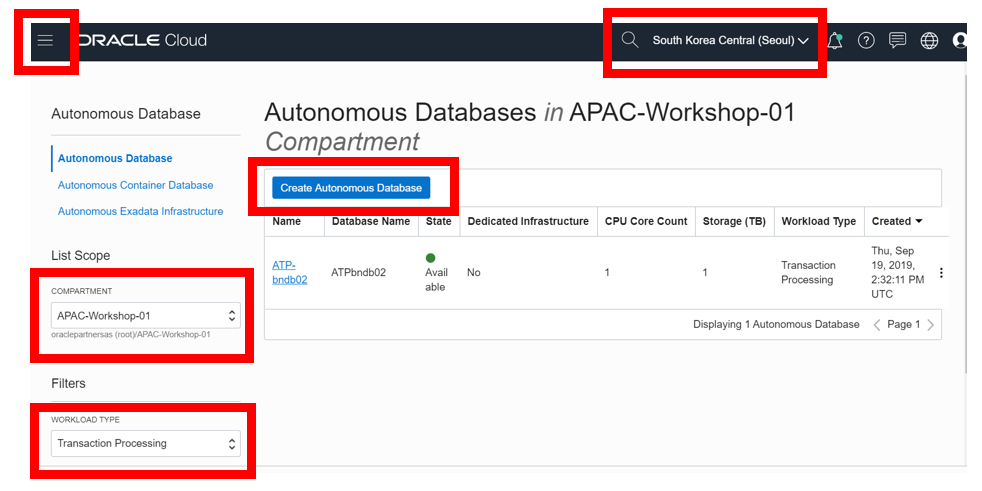 ORACLE Cloud
South Korea Central (Seoul)
Autonomous Database
Autonomous Database
Autonomous Container Database
Autonomous Exadata Infrastructure
List Scope
COMPARTMENT
APAC-Workshop-01
oraclepartnersas (root)/APAC-Workshop-01
Filters
WORKLOAD TYPE
Transaction Processing
Autonomous Databases in APAC-Workshop-01
Compartment
Create Autonomous Database
Name Database Name State Dedicated Infrastructure CPU Core Count Storage (TB) Workload Type Created
ATP-
bndb02
ATPbndb02
Avail
able
No
1
1
Transaction
Processing
Thu, Sep
19, 2019,
2:32:11 PM
UTC
Displaying 1 Autonomous Database Page 1